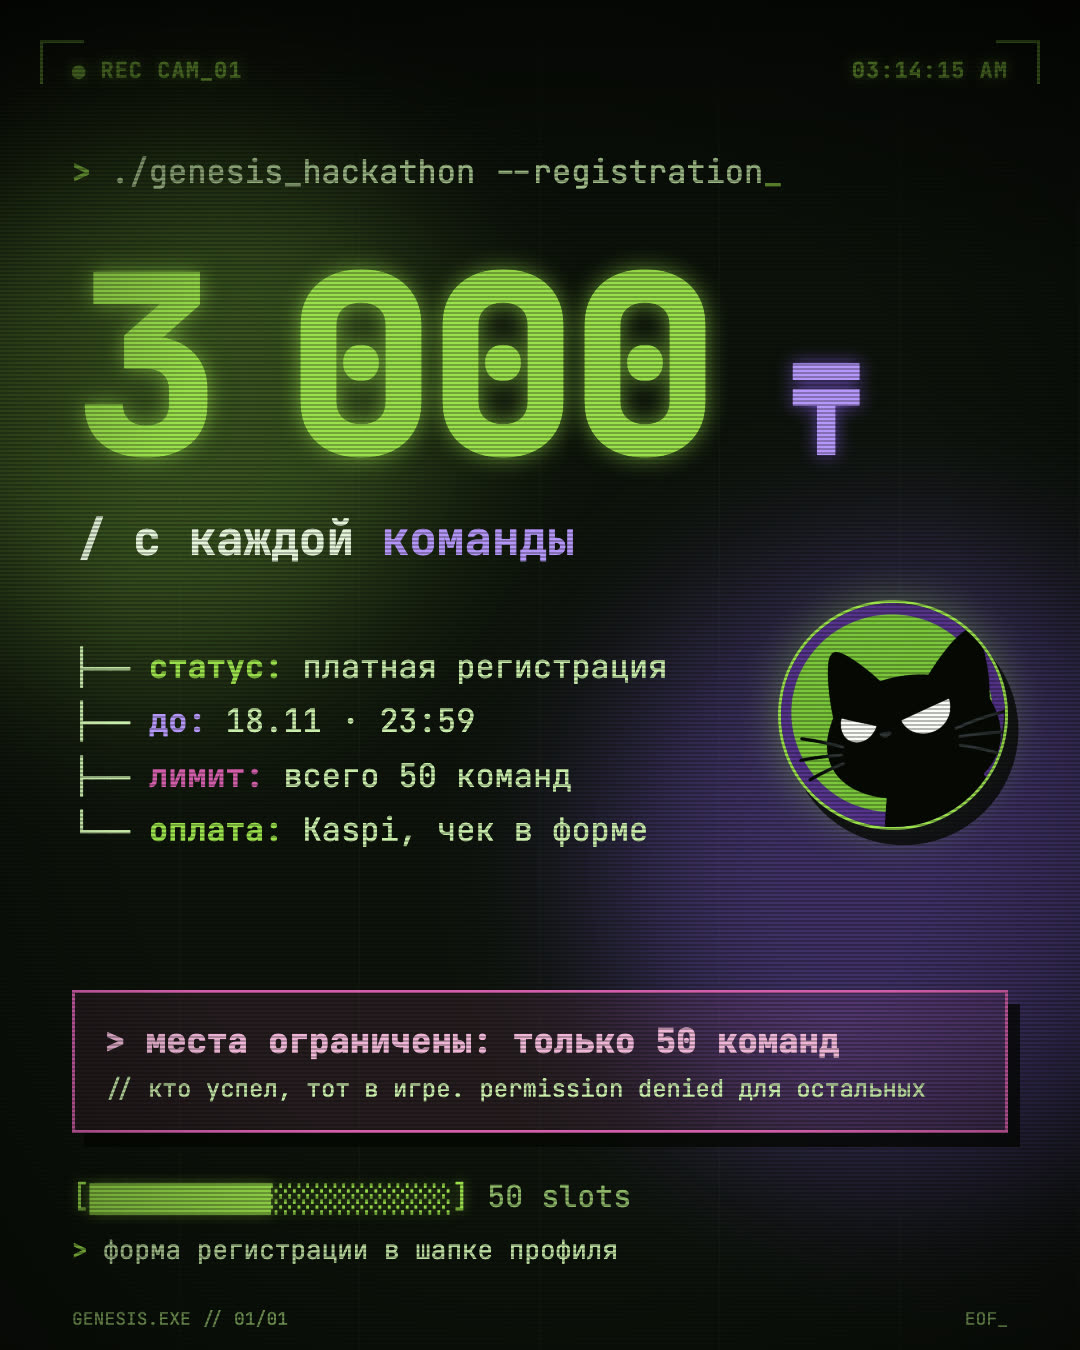 ● REC CAM_01
03:14:15 AM
> ./genesis_hackathon --registration_
3 000 ₸
/ с каждой команды
├── статус: платная регистрация
├── до: 18.11 · 23:59
├── лимит: всего 50 команд
└── оплата: Kaspi, чек в форме
> места ограничены: только 50 команд
// кто успел, тот в игре. permission denied для остальных
[██████████░░░░░░░░░░] 50 slots
> форма регистрации в шапке профиля
GENESIS.EXE // 01/01
EOF_